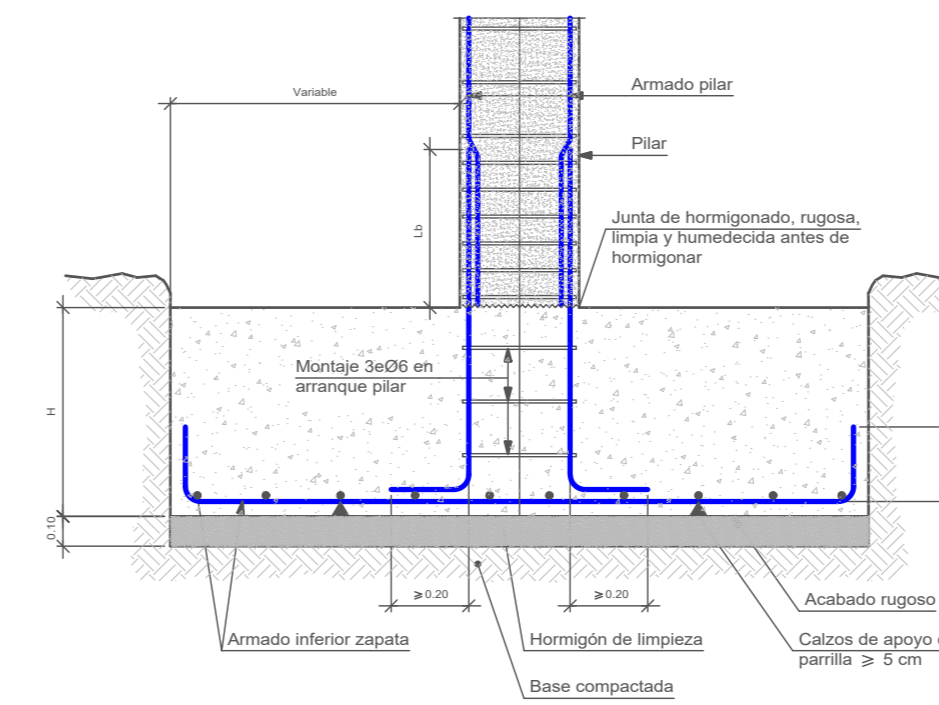 Variable
Armado pilar
Pilar
Lb
Junta de hormigonado, rugosa,
limpia y humedecida antes de
hormigonar
Montaje 3eØ6 en
arranque pilar
H
0.10
⩾0.20
⩾0.20
Acabado rugoso
Armado inferior zapata
Hormigón de limpieza
Calzos de apoyo
parrilla ⩾ 5 cm
Base compactada